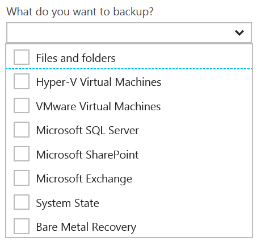 What do you want to backup?
Files and folders
Hyper-V Virtual Machines
VMware Virtual Machines
Microsoft SQL Server
Microsoft SharePoint
Microsoft Exchange
System State
Bare Metal Recovery